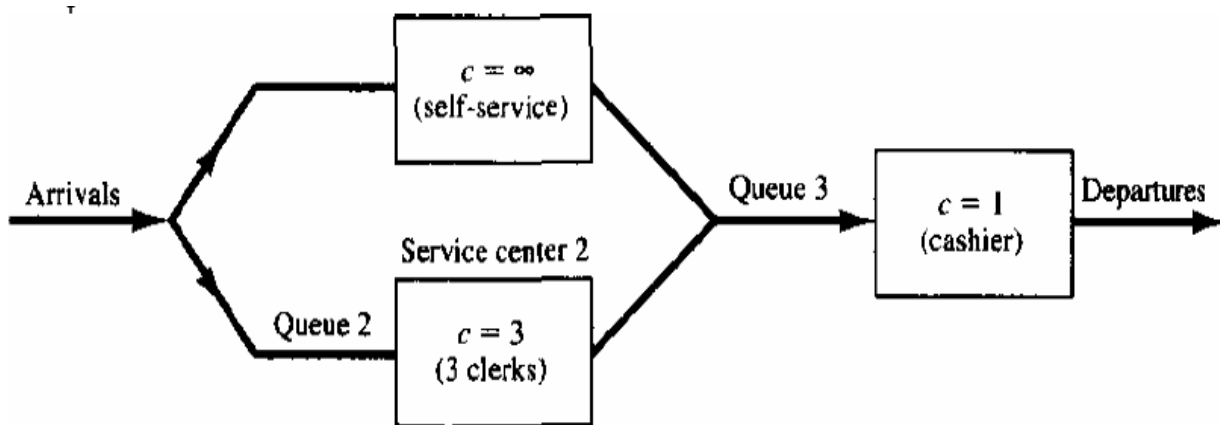 c = ∞
(self-service)
Arrivals
Service center 2
Queue 2
c = 3
(3 clerks)
Queue 3
c = 1
(cashier)
Departures